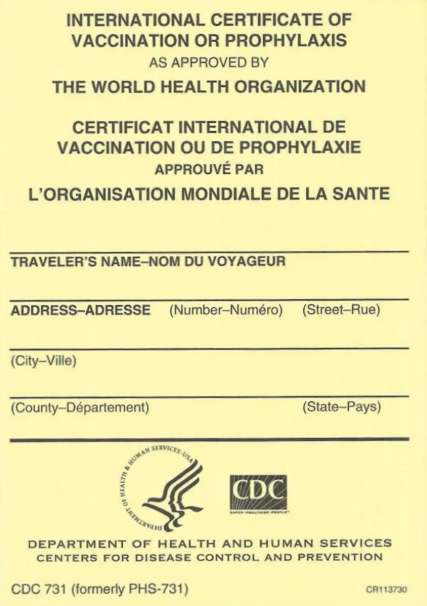 INTERNATIONAL CERTIFICATE OF
VACCINATION OR PROPHYLAXIS
AS APPROVED BY
THE WORLD HEALTH ORGANIZATION
CERTIFICAT INTERNATIONAL DE
VACCINATION OU DE PROPHYLAXIE
APPROUVÉ PAR
L'ORGANISATION MONDIALE DE LA SANTE
TRAVELER'S NAME–NOM DU VOYAGEUR
ADDRESS–ADRESSE (Number–Numéro) (Street–Rue)
(City–Ville)
(County–Département) (State–Pays)
DEPARTMENT OF HEALTH & HUMAN SERVICES·USA
CDC
SAFER·HEALTHIER·PEOPLE™
DEPARTMENT OF HEALTH AND HUMAN SERVICES
CENTERS FOR DISEASE CONTROL AND PREVENTION
CDC 731 (formerly PHS-731) CR113730